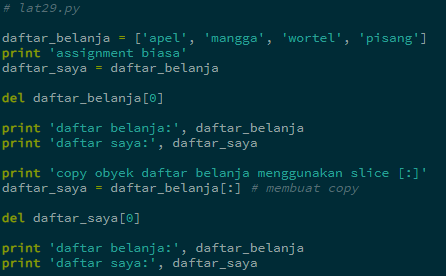 # lat29.py
daftar_belanja = ['apel', 'mangga', 'wortel', 'pisang']
print 'assignment biasa'
daftar_saya = daftar_belanja
del daftar_belanja[0]
print 'daftar belanja:', daftar_belanja
print 'daftar saya:', daftar_saya
print 'copy obyek daftar belanja menggunakan slice [:]'
daftar_saya = daftar_belanja[:] # membuat copy
del daftar_saya[0]
print 'daftar belanja:', daftar_belanja
print 'daftar saya:', daftar_saya